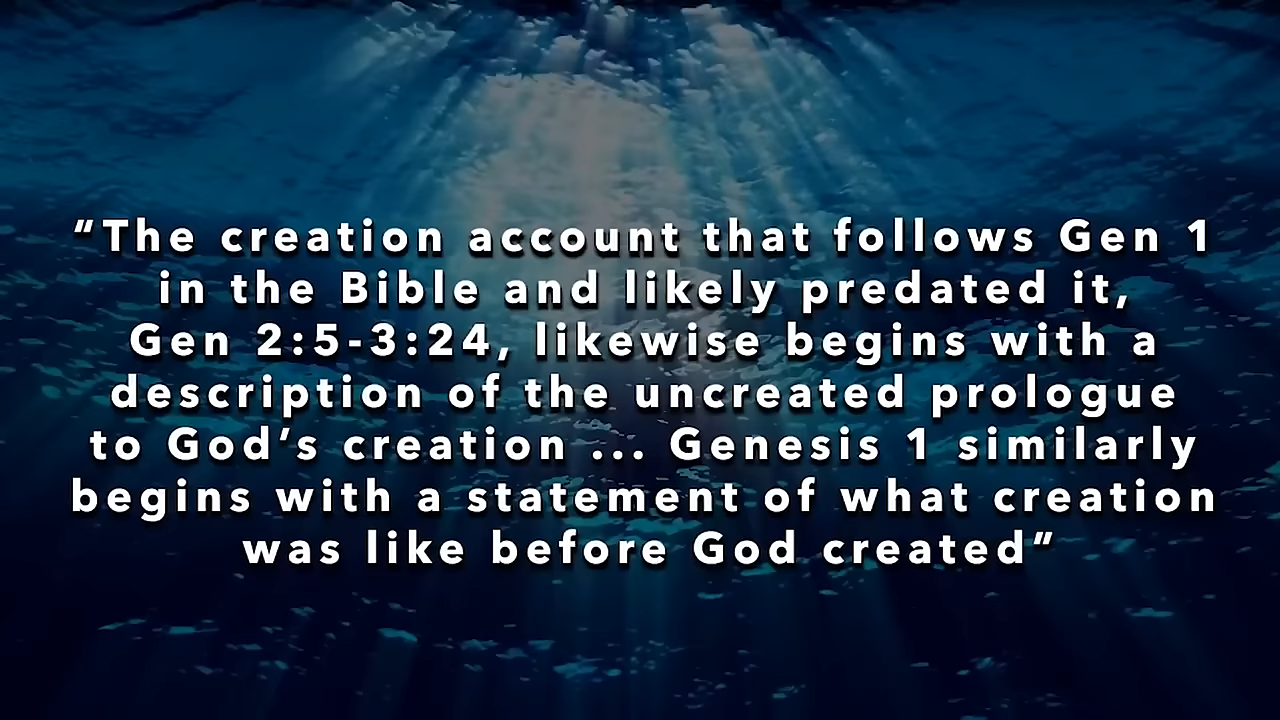 “The creation account that follows Gen 1
in the Bible and likely predated it,
Gen 2:5-3:24, likewise begins with a
description of the uncreated prologue
to God’s creation ... Genesis 1 similarly
begins with a statement of what creation
was like before God created”